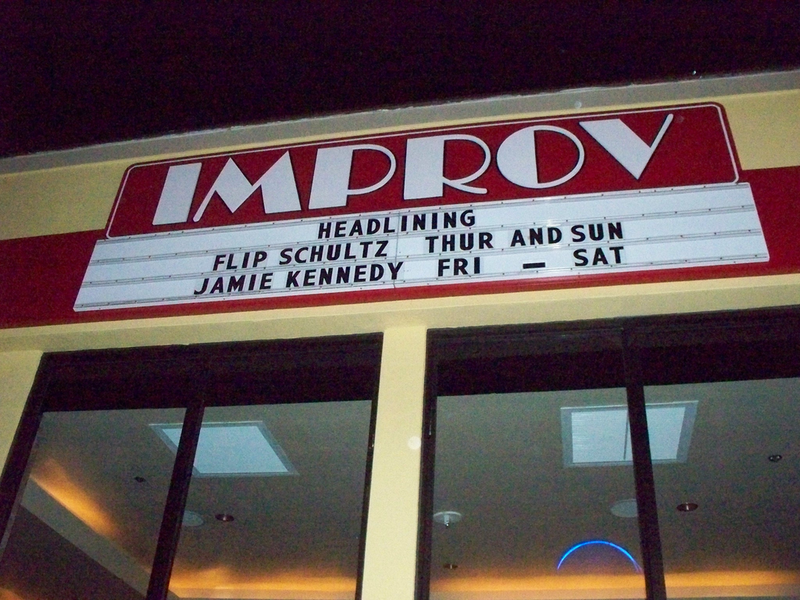 IMPROV
HEADLINING
FLIP SCHULTZ THUR AND SUN
JAMIE KENNEDY FRI - SAT